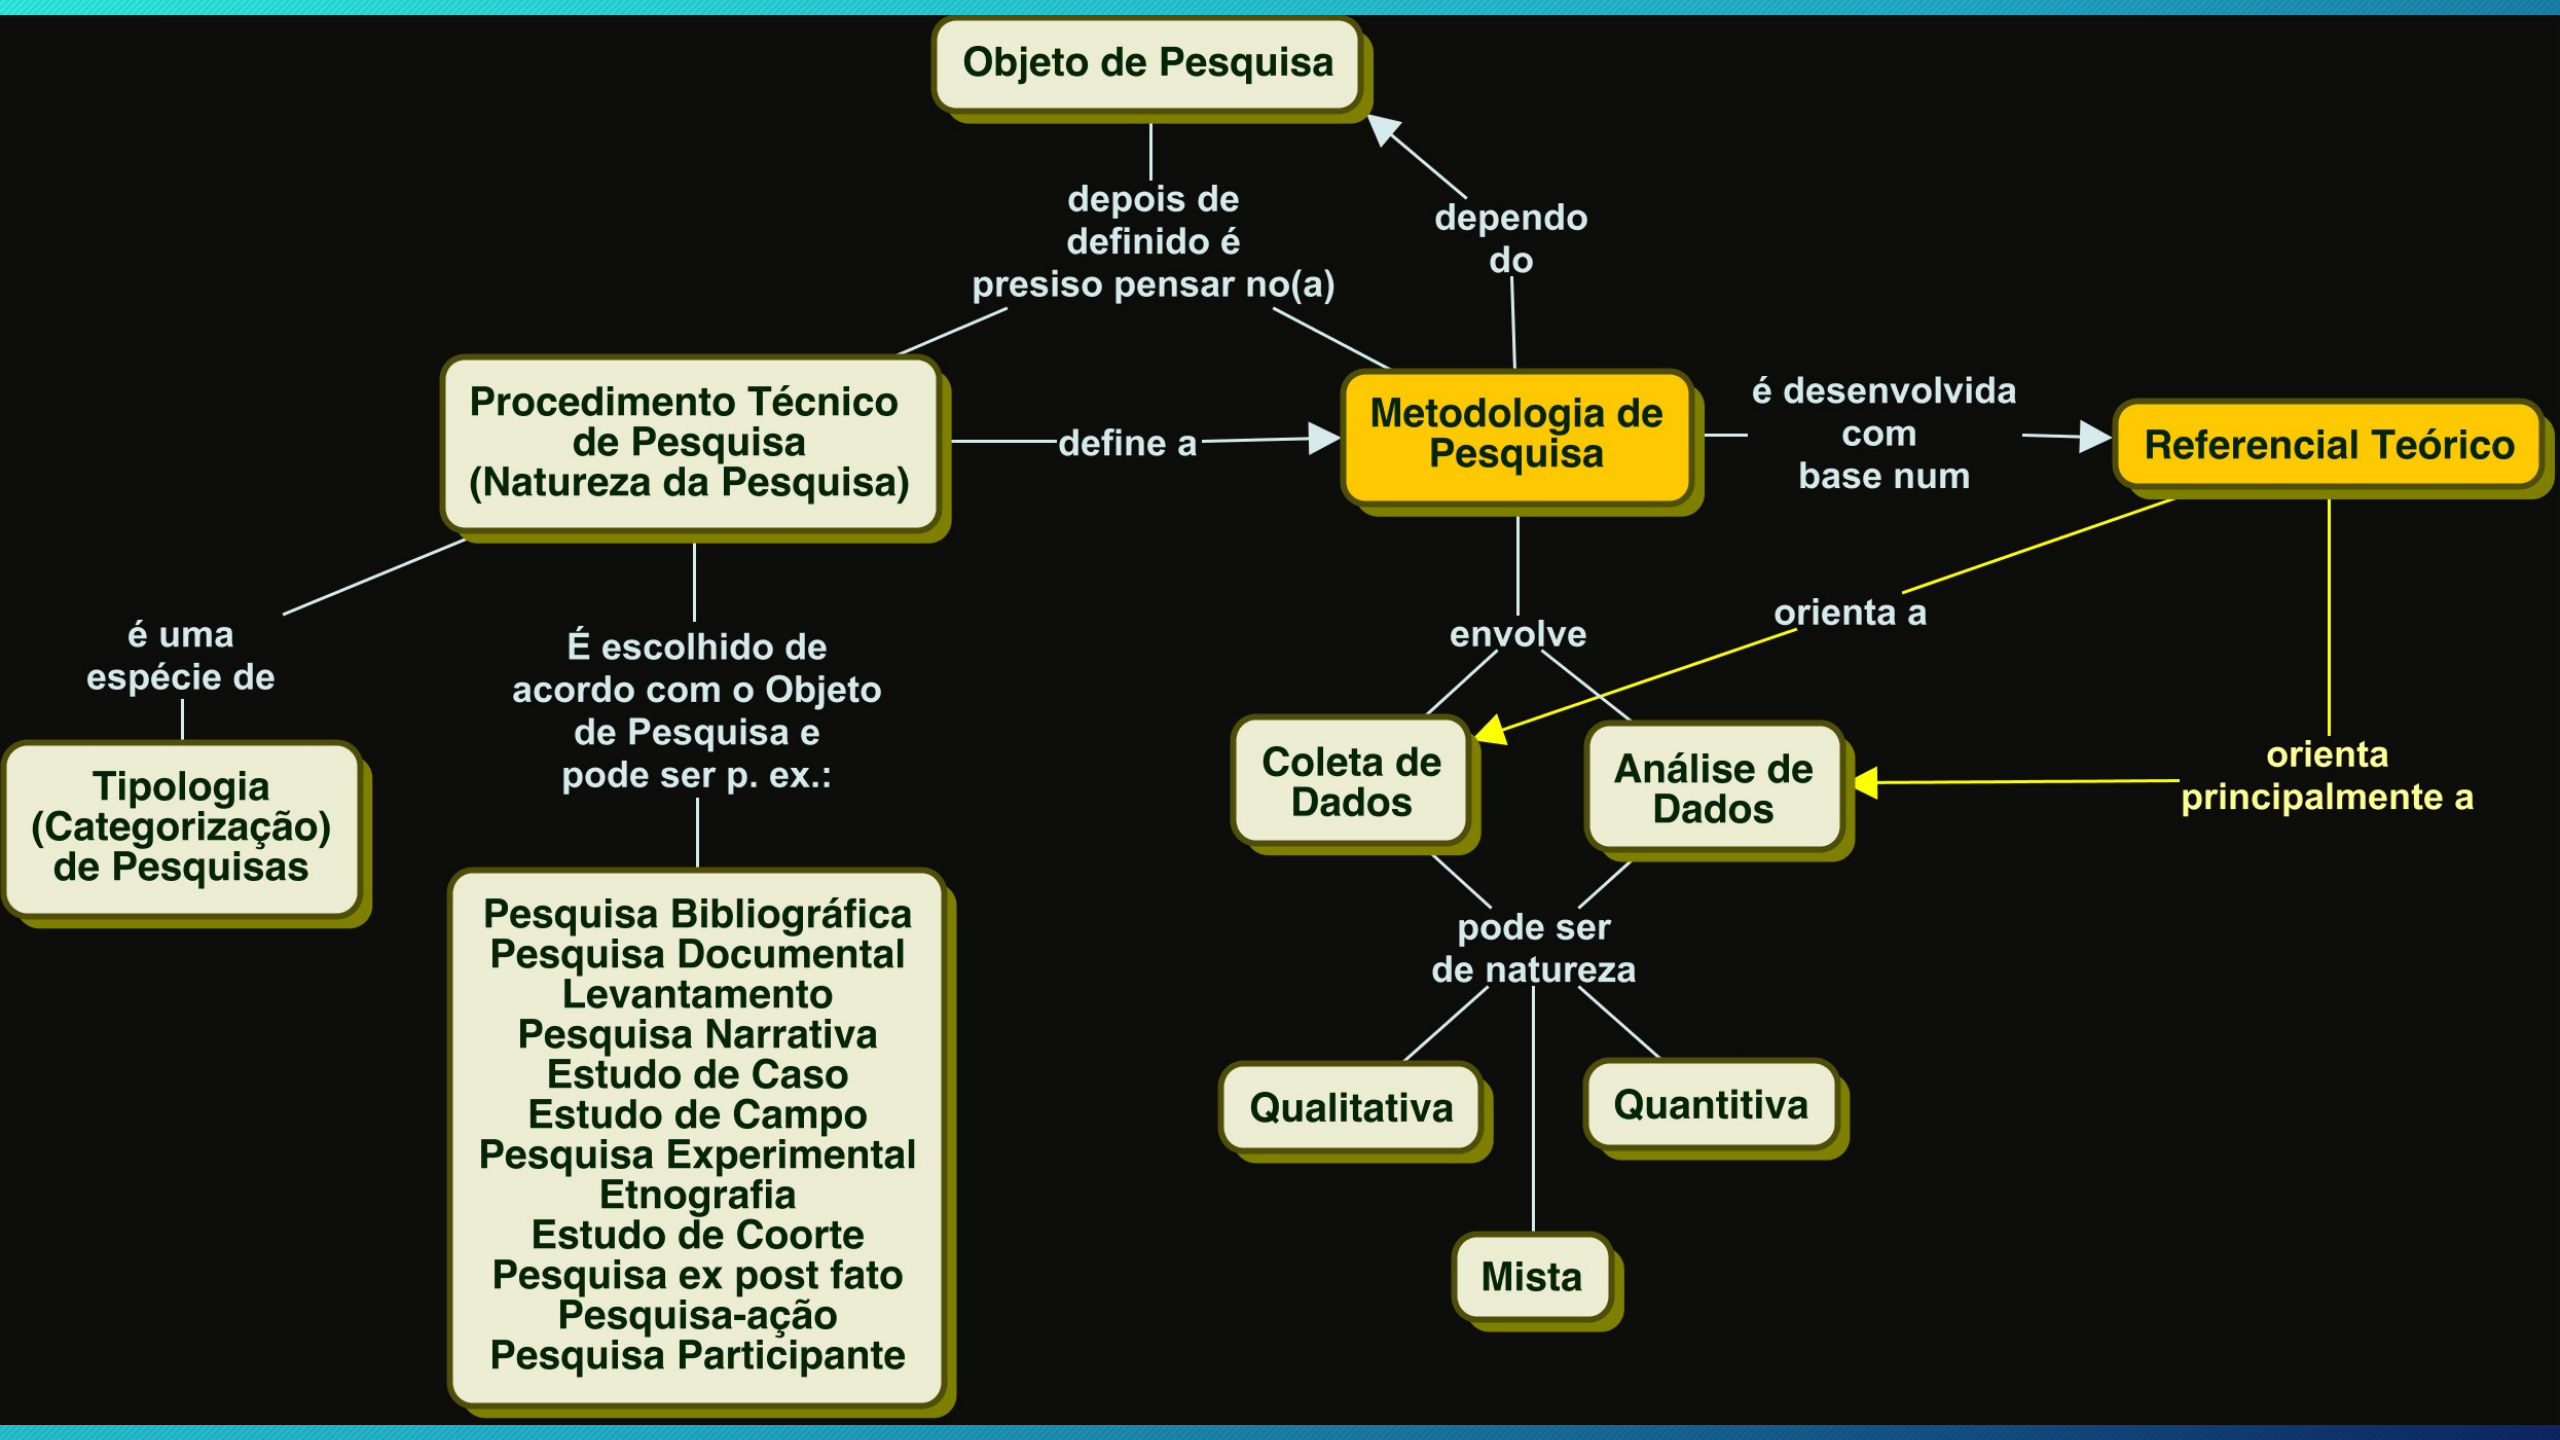 Objeto de Pesquisa
depois de
definido é
presiso pensar no(a)
dependo
do
Procedimento Técnico
de Pesquisa
(Natureza da Pesquisa)
define a
Metodologia de
Pesquisa
é desenvolvida
com
base num
Referencial Teórico
é uma
espécie de
É escolhido de
acordo com o Objeto
de Pesquisa e
pode ser p. ex.:
envolve
orienta a
orienta
principalmente a
Tipologia
(Categorização)
de Pesquisas
Coleta de
Dados
Análise de
Dados
Pesquisa Bibliográfica
Pesquisa Documental
Levantamento
Pesquisa Narrativa
Estudo de Caso
Estudo de Campo
Pesquisa Experimental
Etnografia
Estudo de Coorte
Pesquisa ex post fato
Pesquisa-ação
Pesquisa Participante
pode ser
de natureza
Qualitativa
Quantitiva
Mista